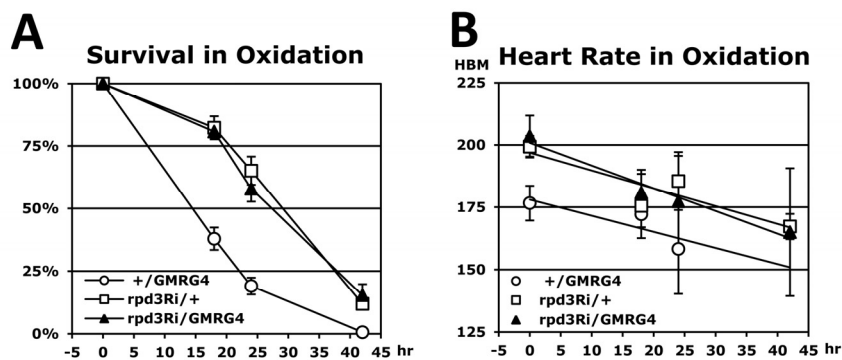 A
Survival in Oxidation
100%
75%
50%
25%
0%
+/GMRG4
rpd3Ri/+
rpd3Ri/GMRG4
-5 0 5 10 15 20 25 30 35 40 45 hr
B
Heart Rate in Oxidation
HBM
225
200
175
150
125
+/GMRG4
rpd3Ri/+
rpd3Ri/GMRG4
-5 0 5 10 15 20 25 30 35 40 45 hr